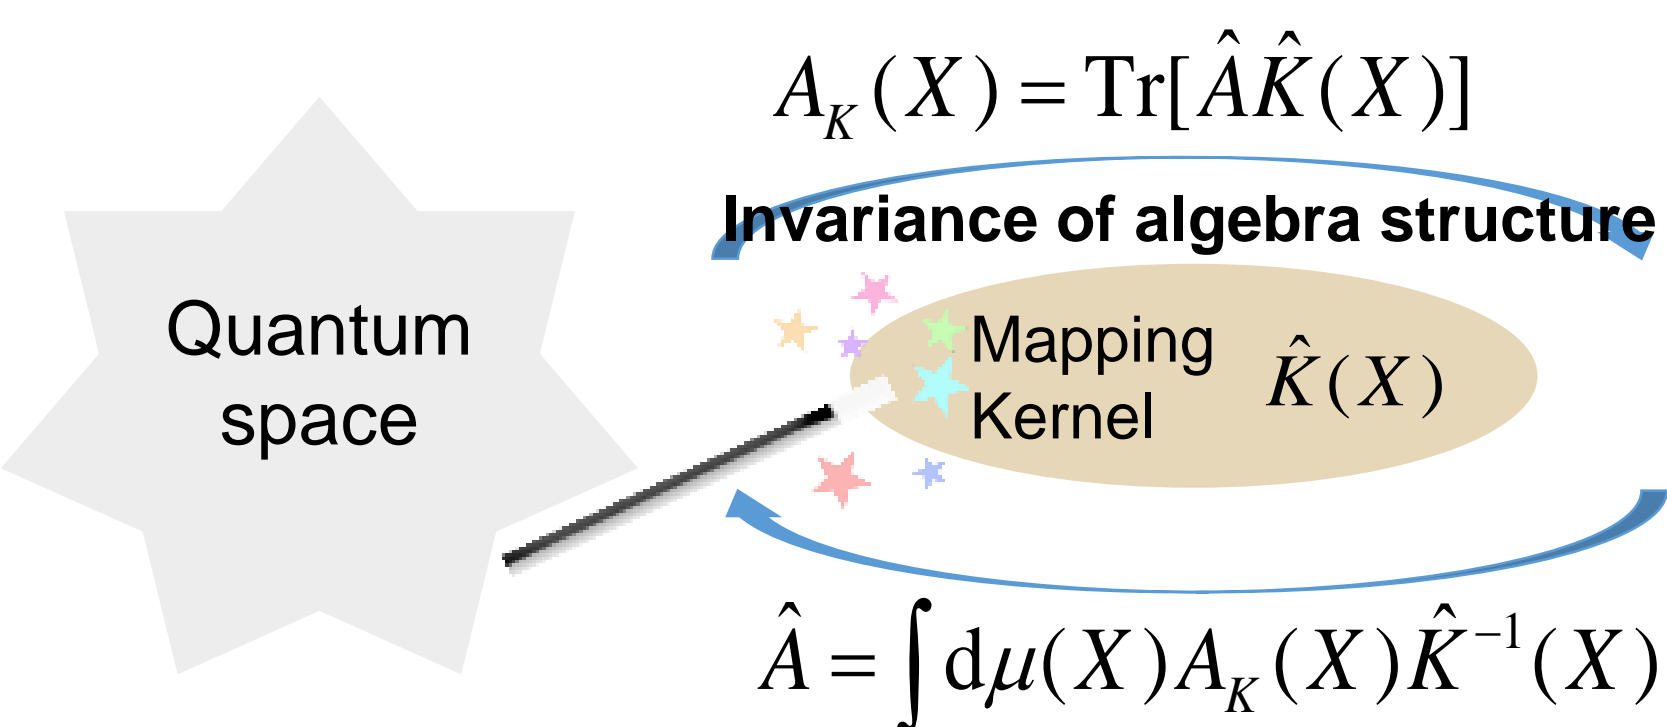 A_K(X) = Tr[ÂK̂(X)]
Invariance of algebra structure
Quantum
space
Mapping
Kernel
K̂(X)
Â = ∫dμ(X)A_K(X)K̂⁻¹(X)